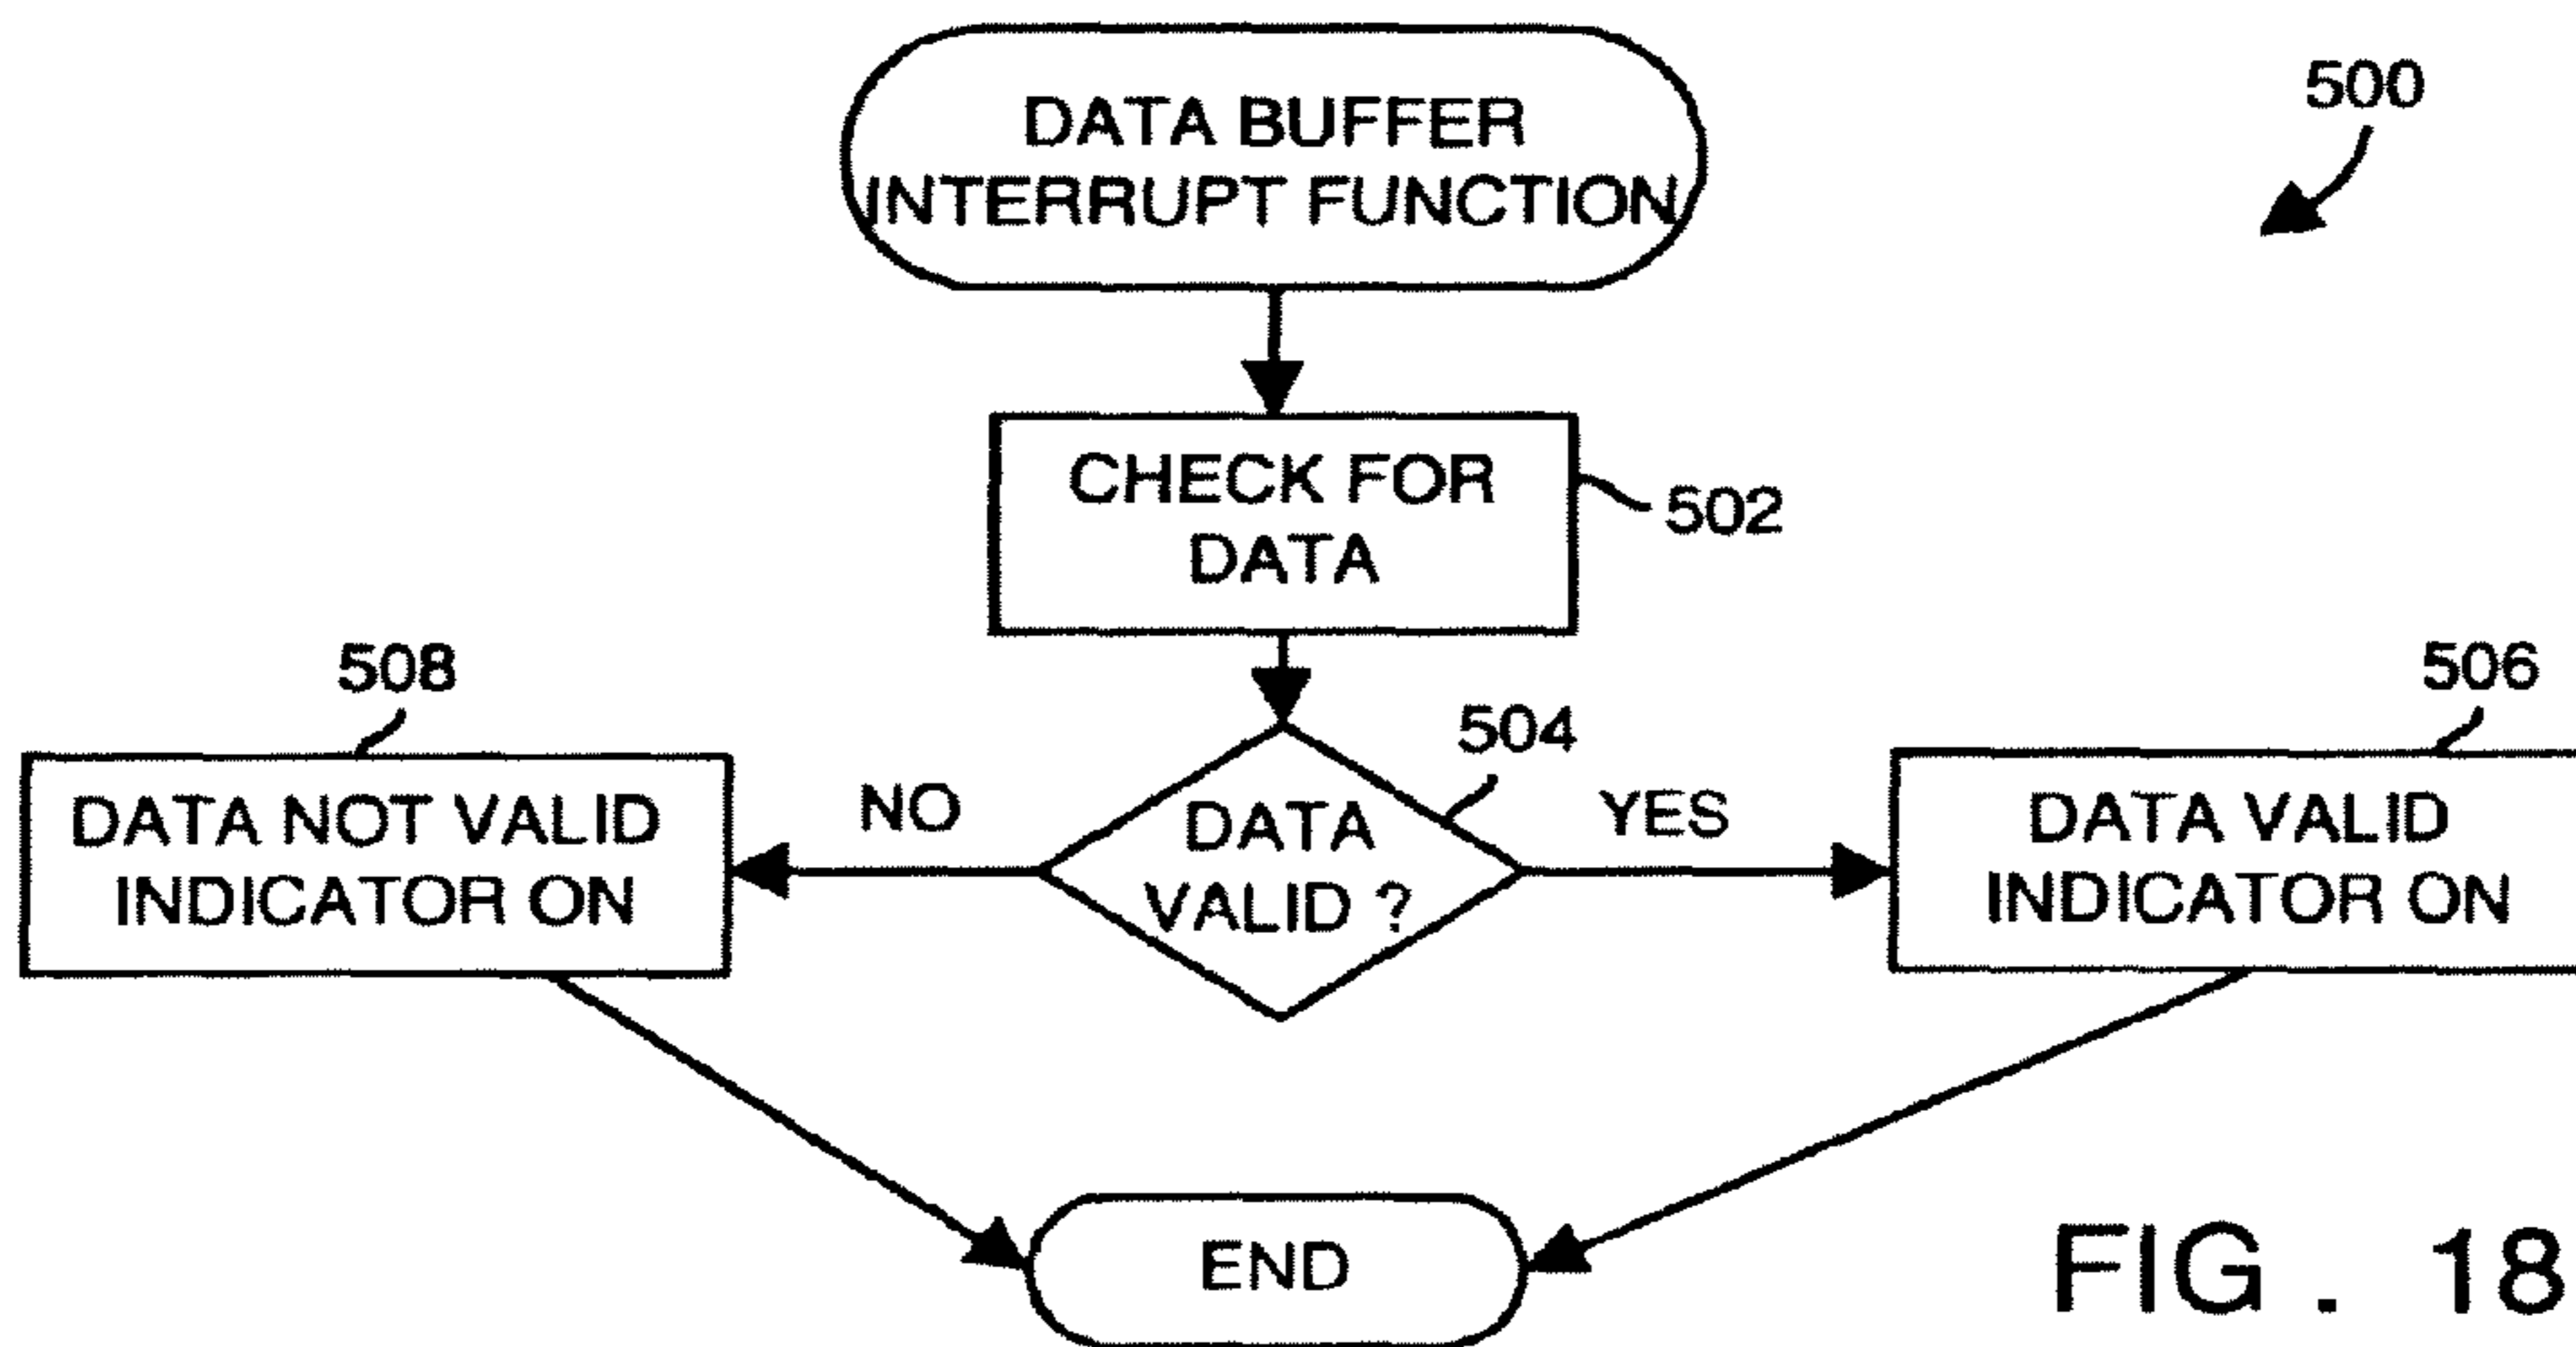 500
DATA BUFFER
INTERRUPT FUNCTION
CHECK FOR
DATA
502
508
504
506
DATA NOT VALID
INDICATOR ON
NO
DATA
VALID ?
YES
DATA VALID
INDICATOR ON
END
FIG . 18